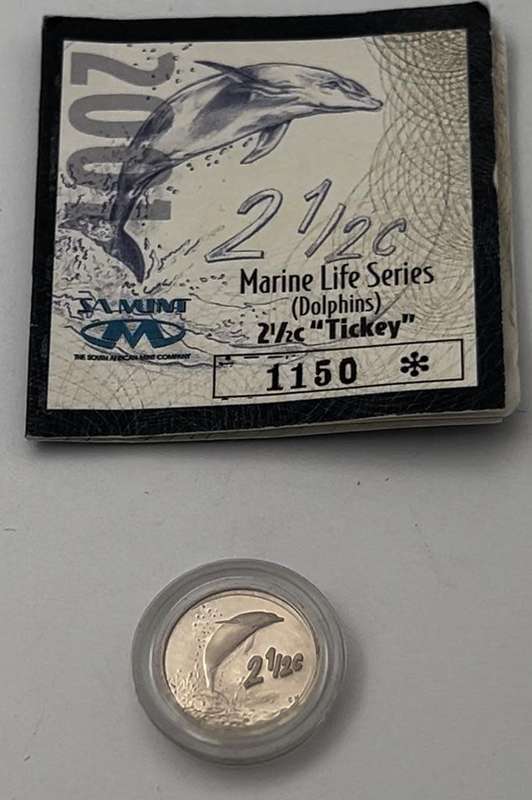 2001
2 1/2c
Marine Life Series
(Dolphins)
2½c "Tickey"
SA MINT
THE SOUTH AFRICAN MINT COMPANY
1150 *
2 1/2c